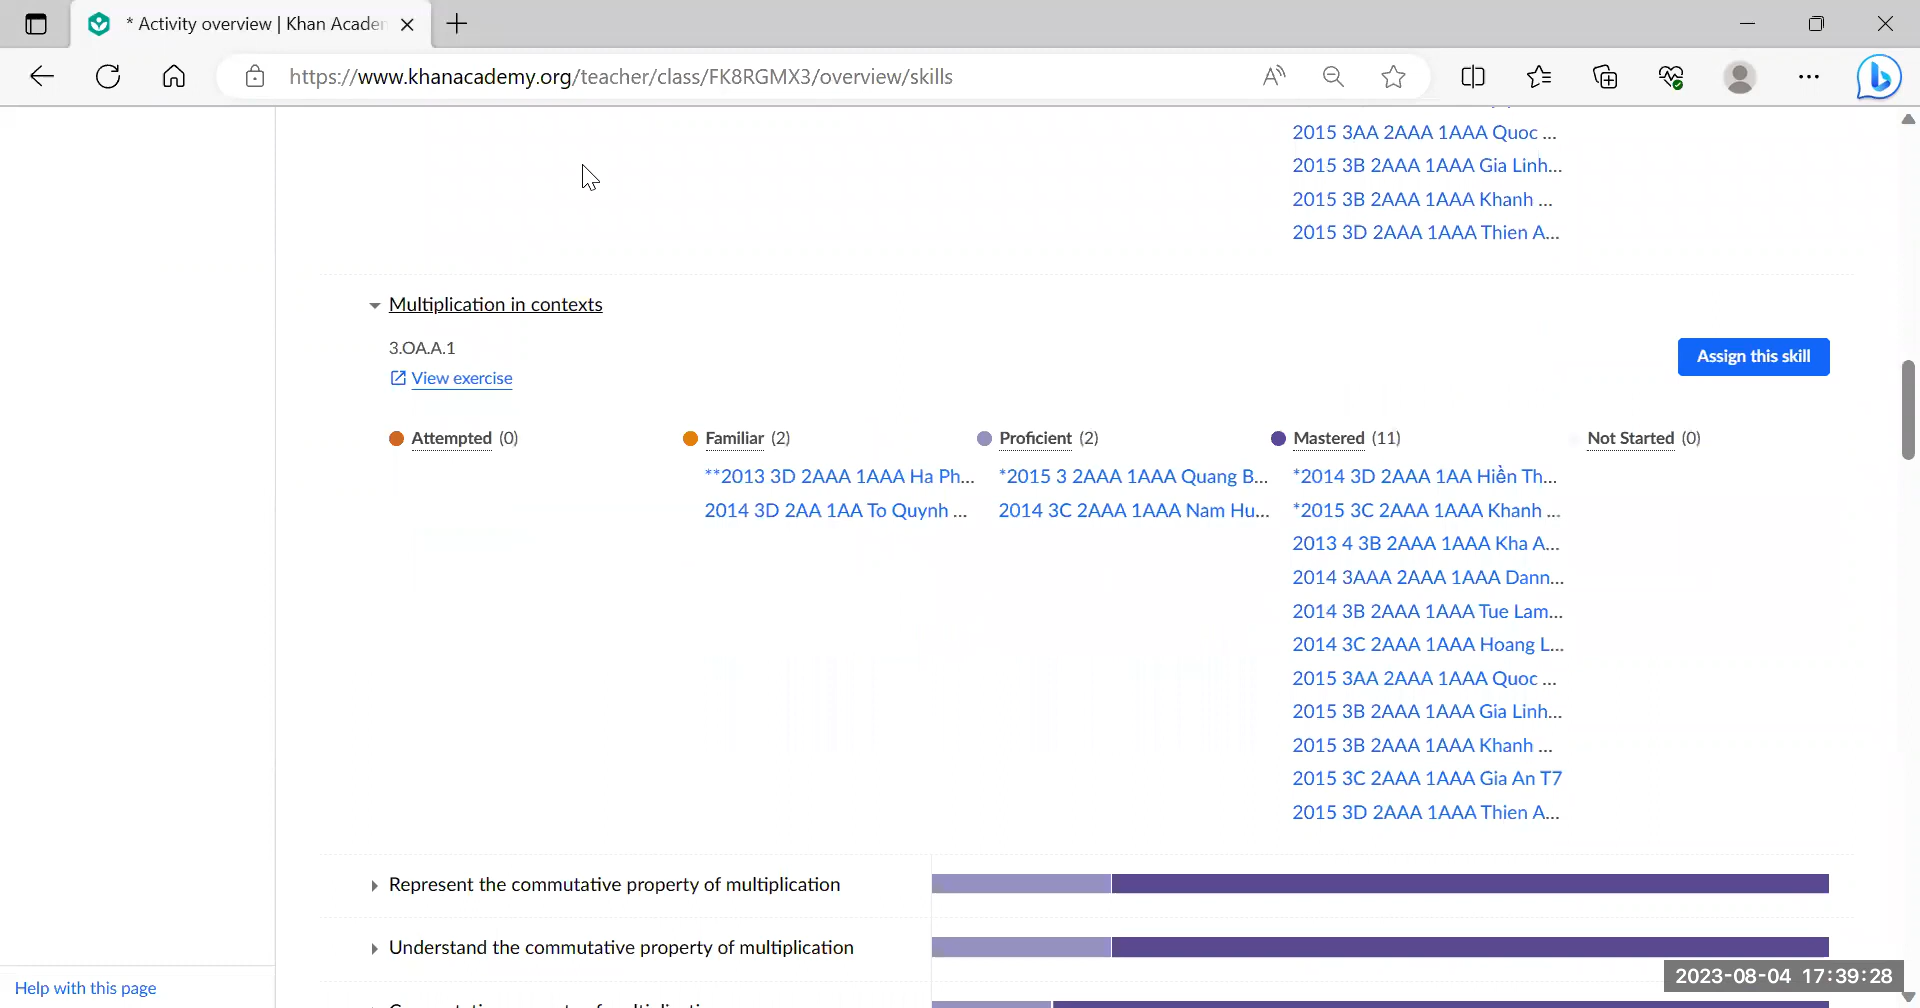 * Activity overview | Khan Academ
https://www.khanacademy.org/teacher/class/FK8RGMX3/overview/skills
2015 3AA 2AAA 1AAA Quoc ...
2015 3B 2AAA 1AAA Gia Linh...
2015 3B 2AAA 1AAA Khanh ...
2015 3D 2AAA 1AAA Thien A...
Multiplication in contexts
3.OA.A.1
Assign this skill
View exercise
Attempted (0) Familiar (2) Proficient (2) Mastered (11) Not Started (0)
**2013 3D 2AAA 1AAA Ha Ph... *2015 3 2AAA 1AAA Quang B... *2014 3D 2AAA 1AA Hiền Th...
2014 3D 2AA 1AA To Quynh ... 2014 3C 2AAA 1AAA Nam Hu... *2015 3C 2AAA 1AAA Khanh ...
2013 4 3B 2AAA 1AAA Kha A...
2014 3AAA 2AAA 1AAA Dann...
2014 3B 2AAA 1AAA Tue Lam...
2014 3C 2AAA 1AAA Hoang L...
2015 3AA 2AAA 1AAA Quoc ...
2015 3B 2AAA 1AAA Gia Linh...
2015 3B 2AAA 1AAA Khanh ...
2015 3C 2AAA 1AAA Gia An T7
2015 3D 2AAA 1AAA Thien A...
Represent the commutative property of multiplication
Understand the commutative property of multiplication
2023-08-04 17:39:28
Help with this page